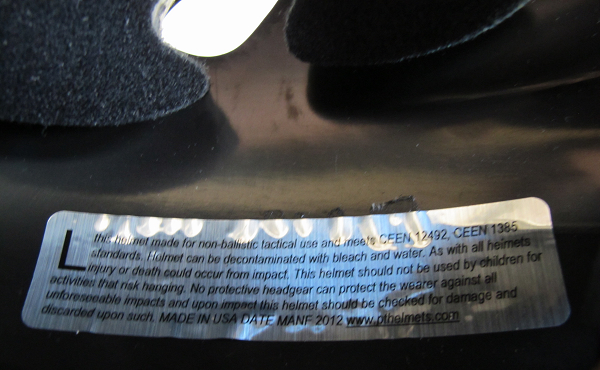 L
this helmet made for non-ballistic tactical use and meets CEEN 12492, CEEN 1385
standards. Helmet can be decontaminated with bleach and water. As with all helmets
injury or death could occur from impact. This helmet should not be used by children for
activities that risk hanging. No protective headgear can protect the wearer against all
unforeseeable impacts and upon impact this helmet should be checked for damage and
discarded upon such. MADE IN USA DATE MANF 2012 www.pthelmets.com